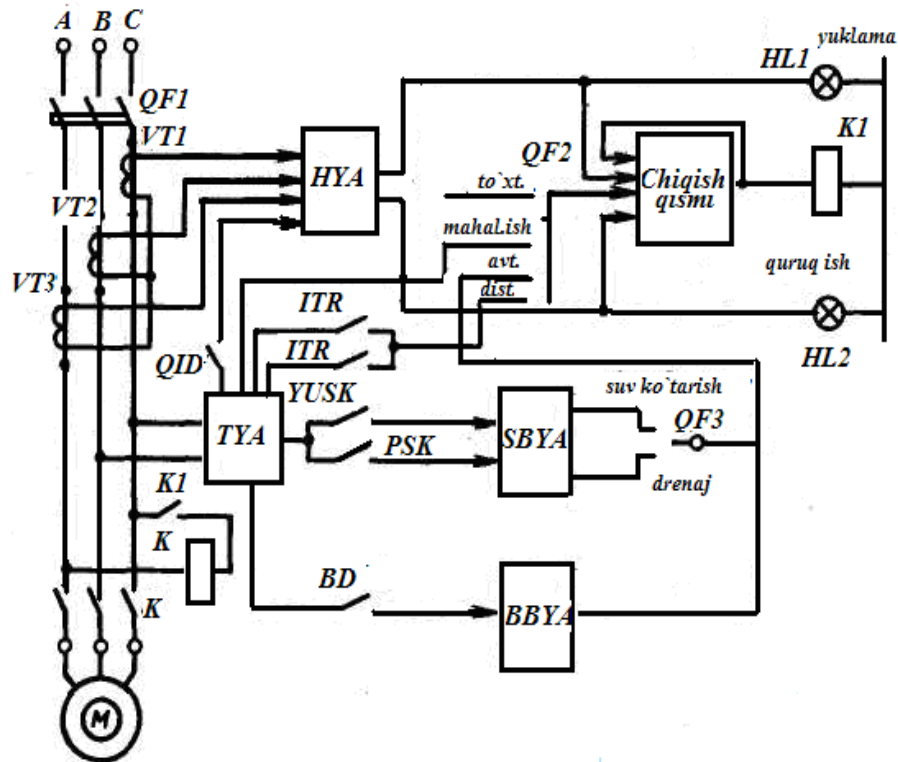 A B C
yuklama
HL1
QF1
VT1
K1
QF2
HYA
to`xt.
Chiqish
qismi
VT2
mahal.ish
avt.
quruq ish
VT3
dist.
ITR
ITR
HL2
QID
YUSK
suv ko`tarish
QF3
TYA
SBYA
PSK
K1
drenaj
K
BD
K
BBYA
M